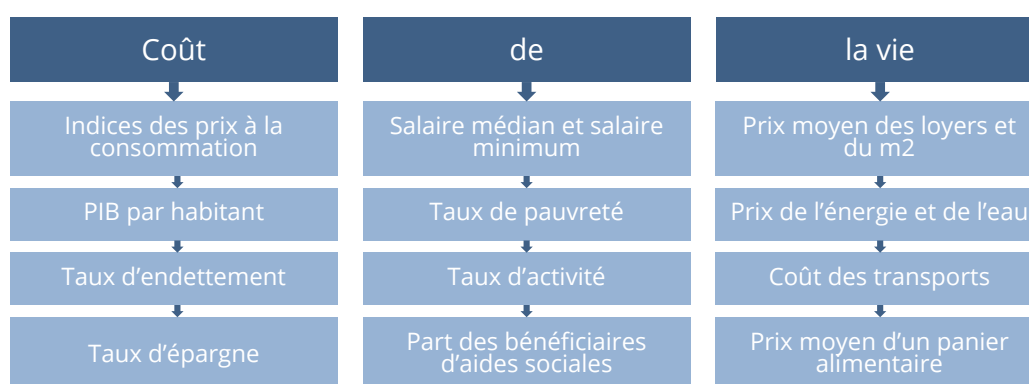 Coût
de
la vie
Indices des prix à la
consommation
Salaire médian et salaire
minimum
Prix moyen des loyers et
du m2
PIB par habitant
Taux de pauvreté
Prix de l’énergie et de l’eau
Taux d’endettement
Taux d’activité
Coût des transports
Taux d’épargne
Part des bénéficiaires
d’aides sociales
Prix moyen d’un panier
alimentaire